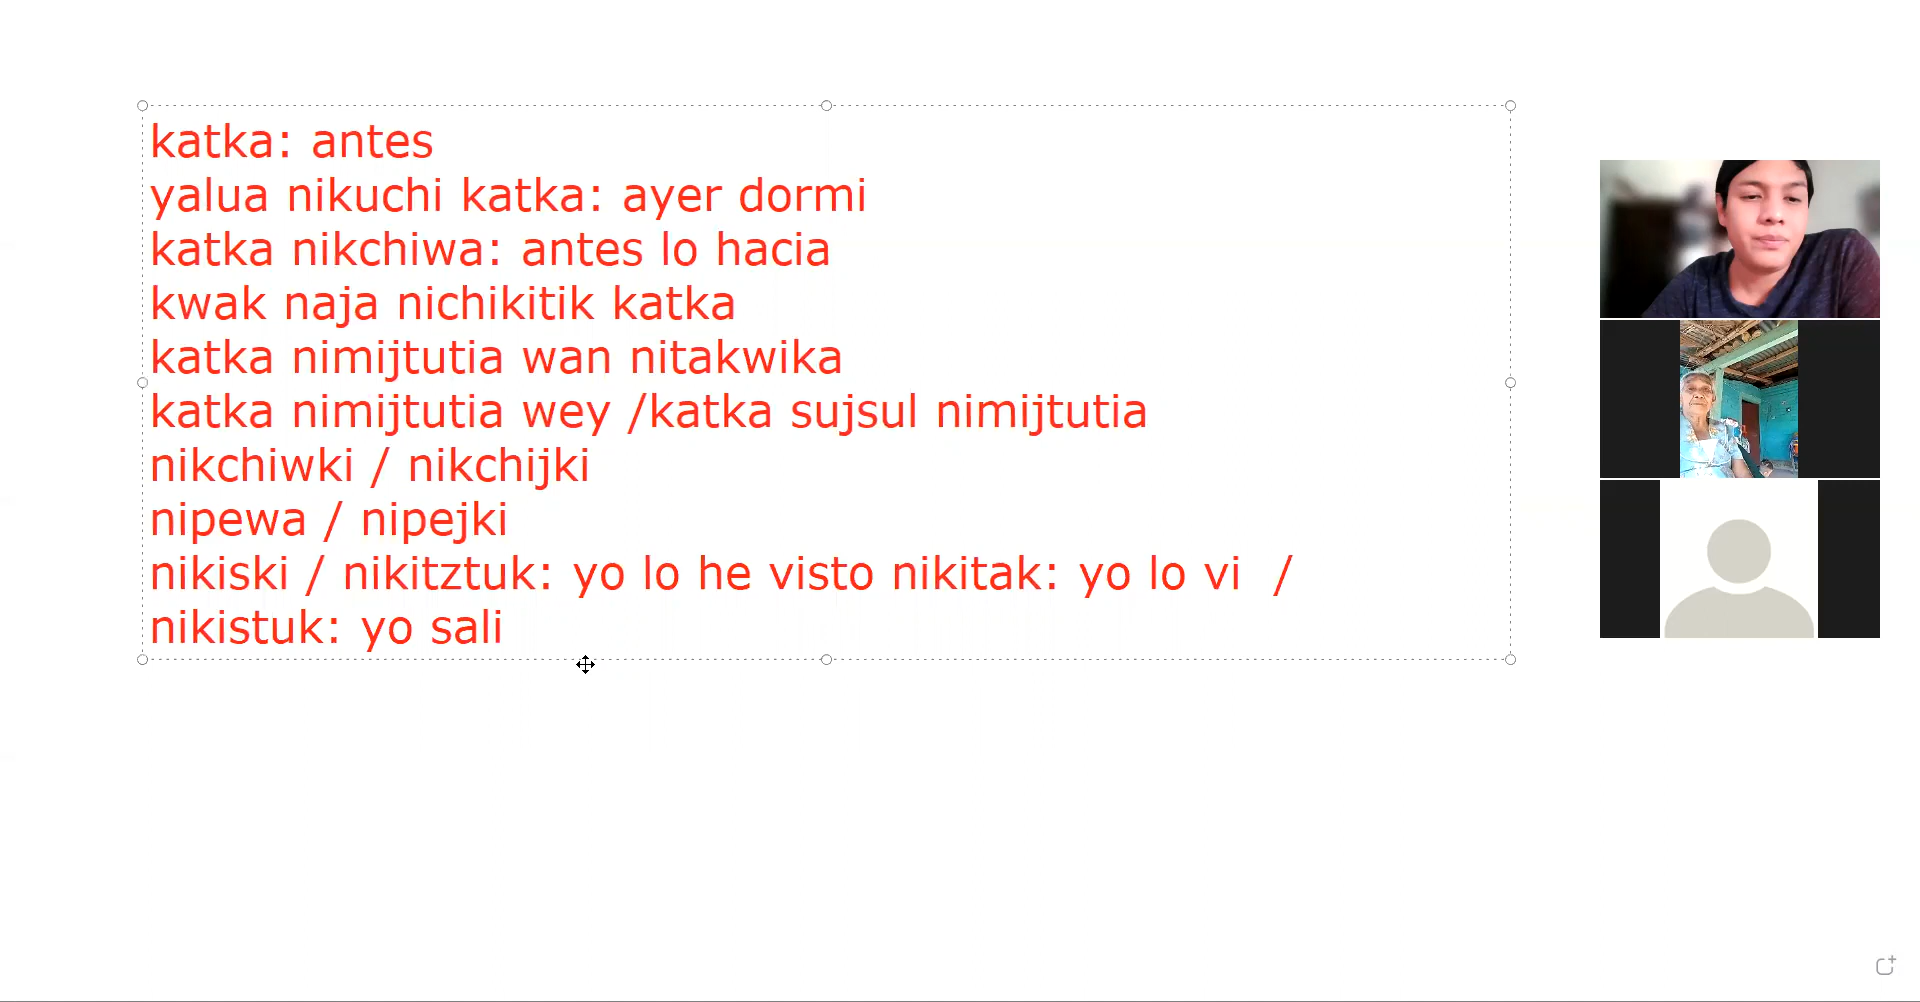 katka: antes
yalua nikuchi katka: ayer dormi
katka nikchiwa: antes lo hacia
kwak naja nichikitik katka
katka nimijtutia wan nitakwika
katka nimijtutia wey /katka sujsul nimijtutia
nikchiwki / nikchijki
nipewa / nipejki
nikiski / nikitztuk: yo lo he visto nikitak: yo lo vi  /
nikistuk: yo sali